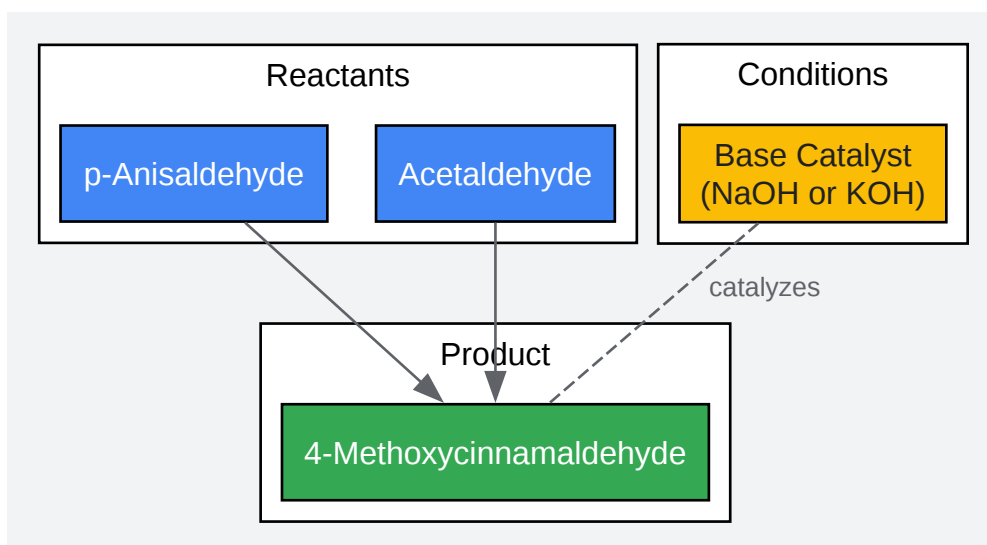 Reactants
Conditions
p-Anisaldehyde
Acetaldehyde
Base Catalyst
(NaOH or KOH)
catalyzes
Product
4-Methoxycinnamaldehyde